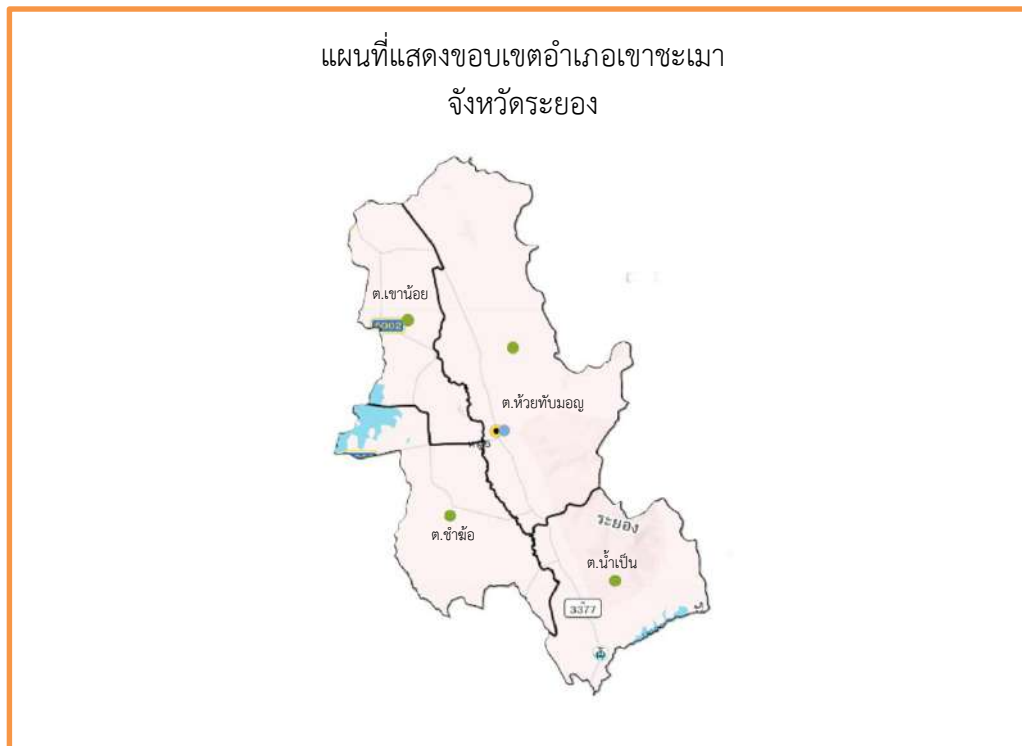 แผนที่แสดงขอบเขตอำเภอเขาชะเมา
จังหวัดระยอง
ต.เขาน้อย
ต.ห้วยทับมอญ
ระยอง
ต.ชำฆ้อ
ต.น้ำเป็น
3377